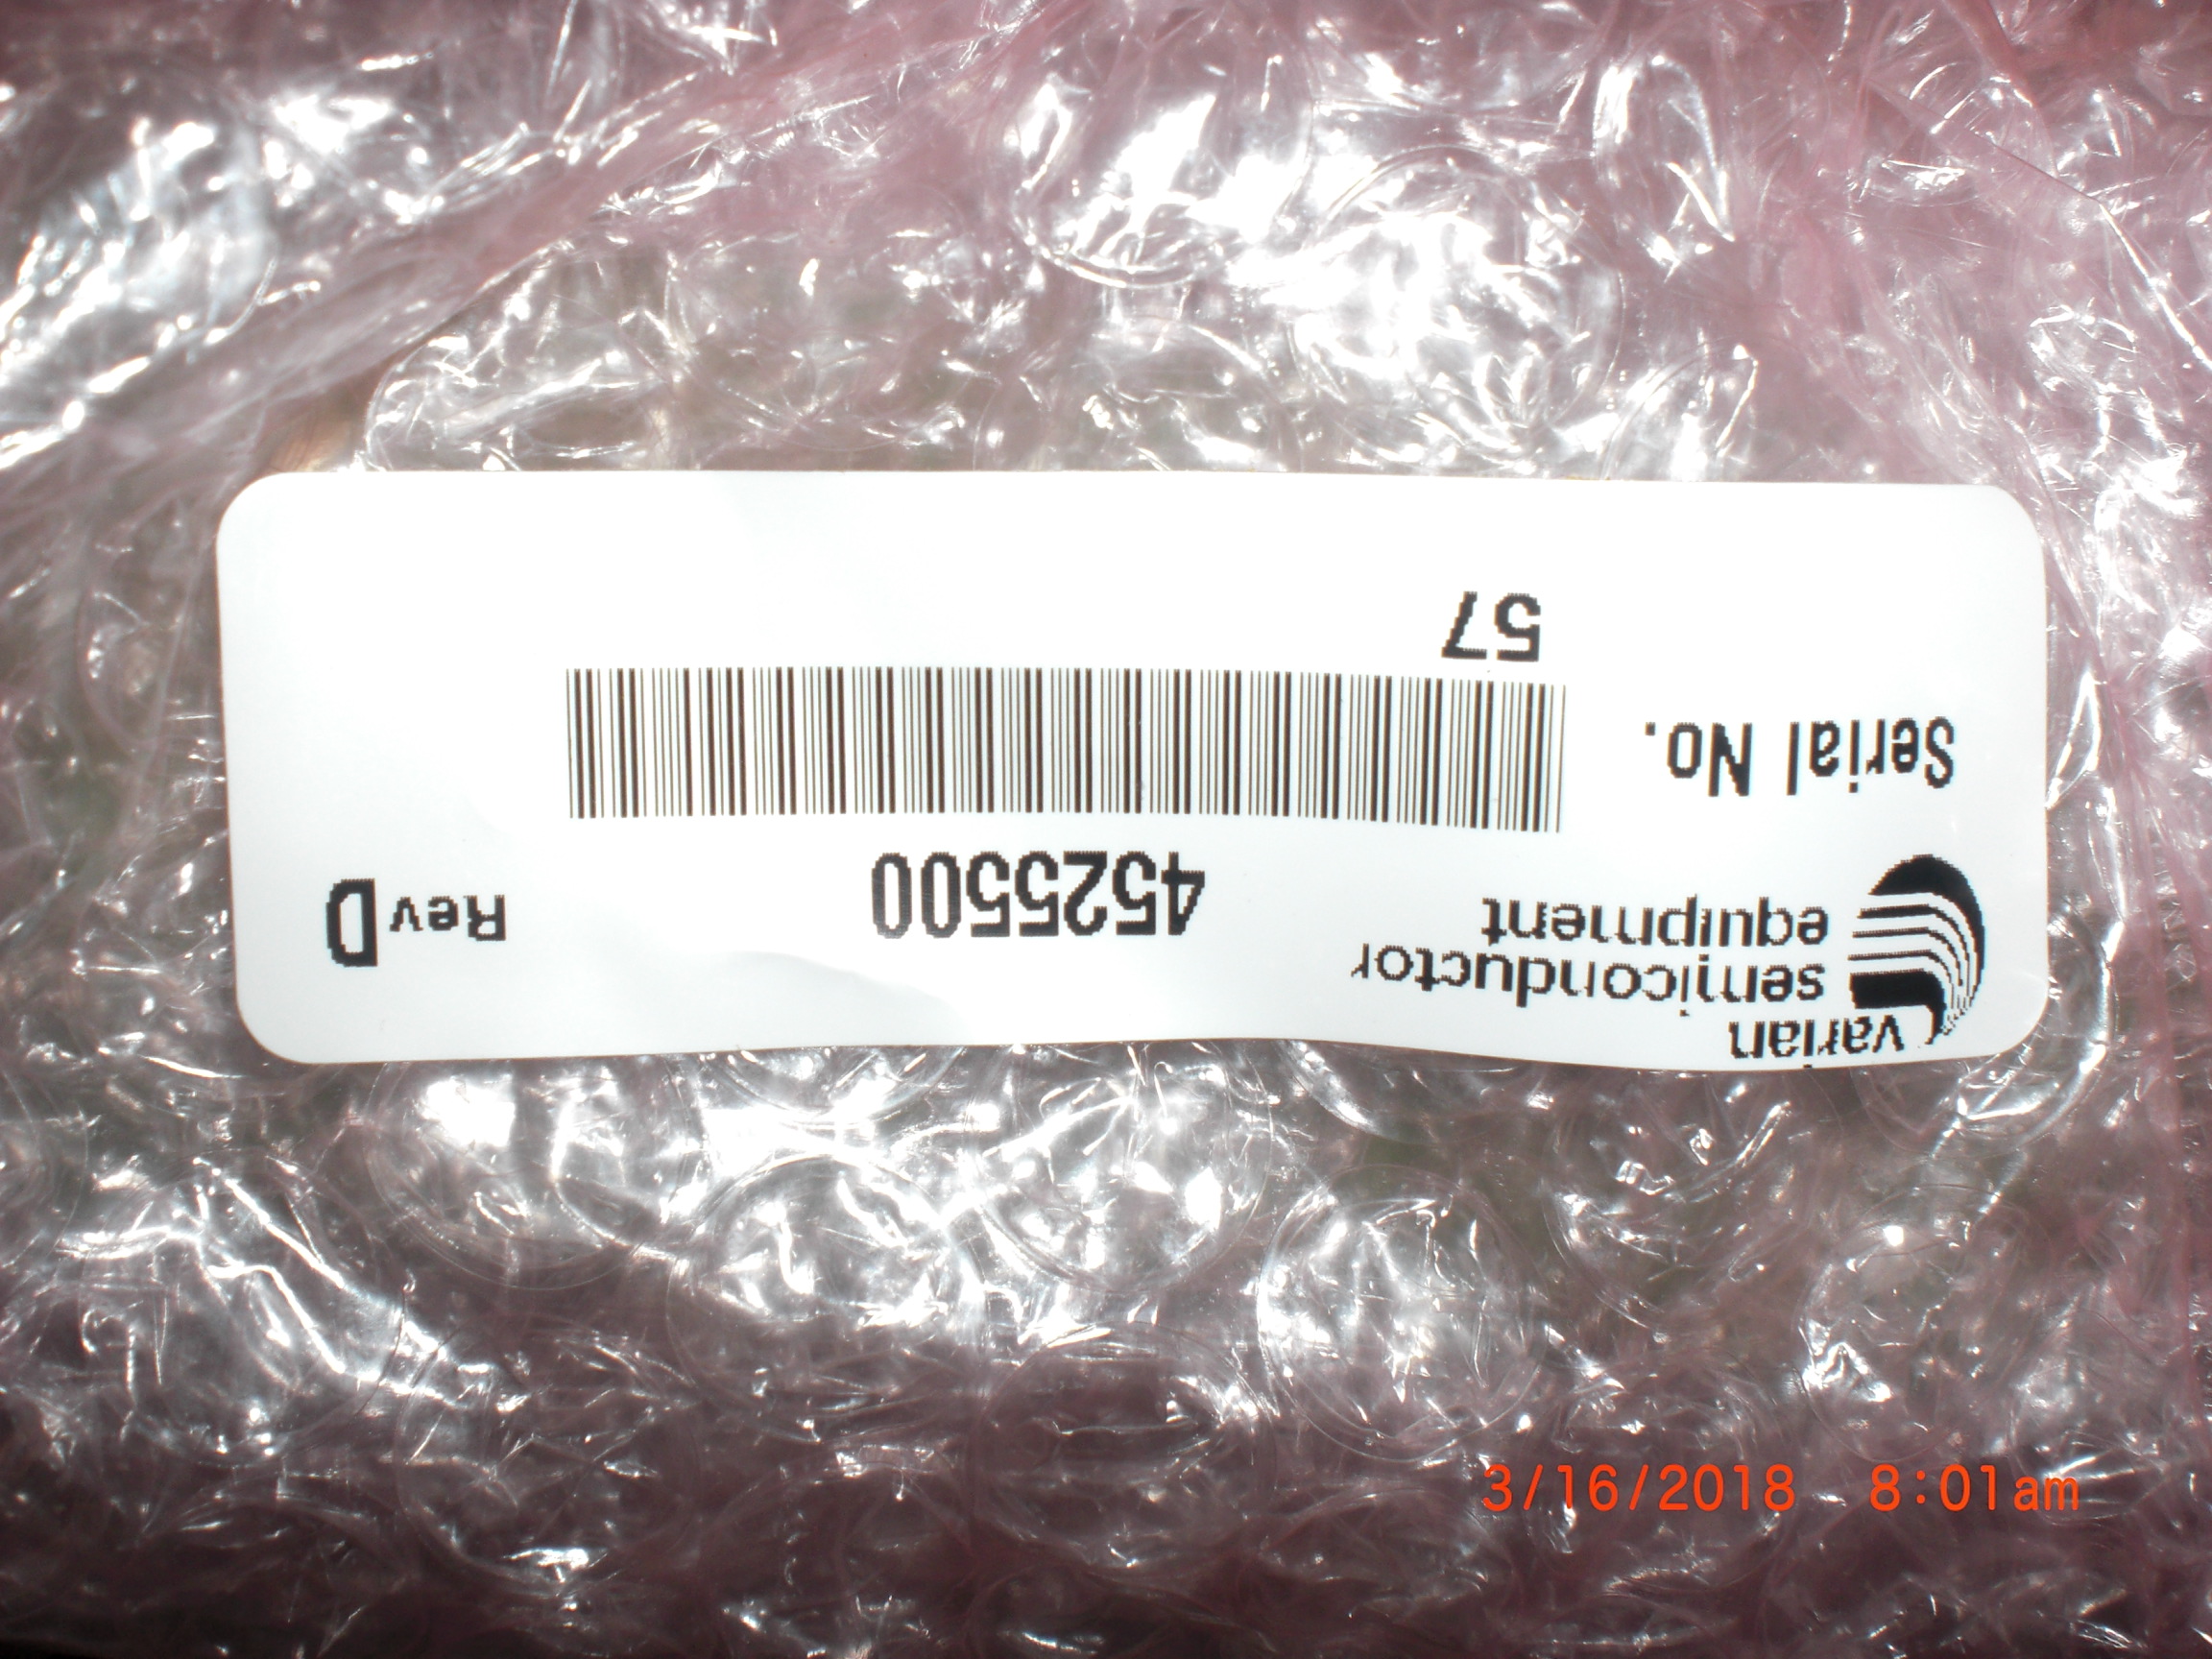 varian
semiconductor
equipment
4525500
Rev D
Serial No.
57
3/16/2018 8:01am